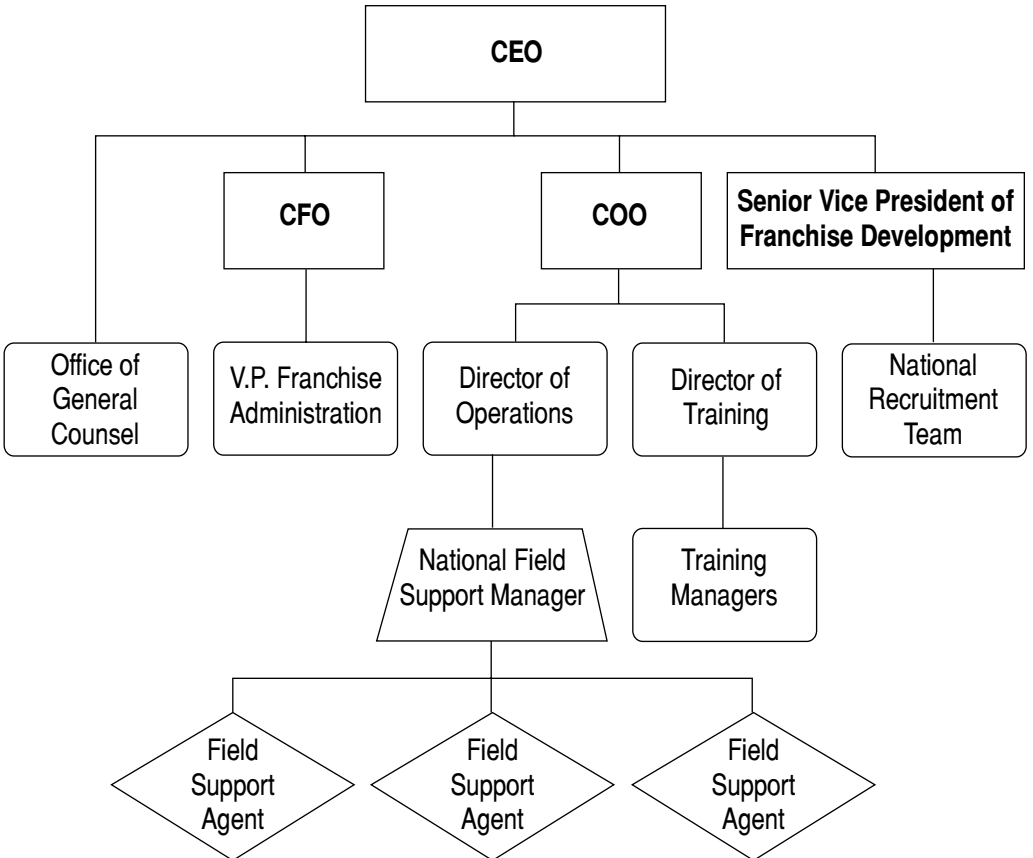 CEO
CFO
COO
Senior Vice President of
Franchise Development
Office of
General
Counsel
V.P. Franchise
Administration
Director of
Operations
Director of
Training
National
Recruitment
Team
National Field
Support Manager
Training
Managers
Field
Support
Agent
Field
Support
Agent
Field
Support
Agent